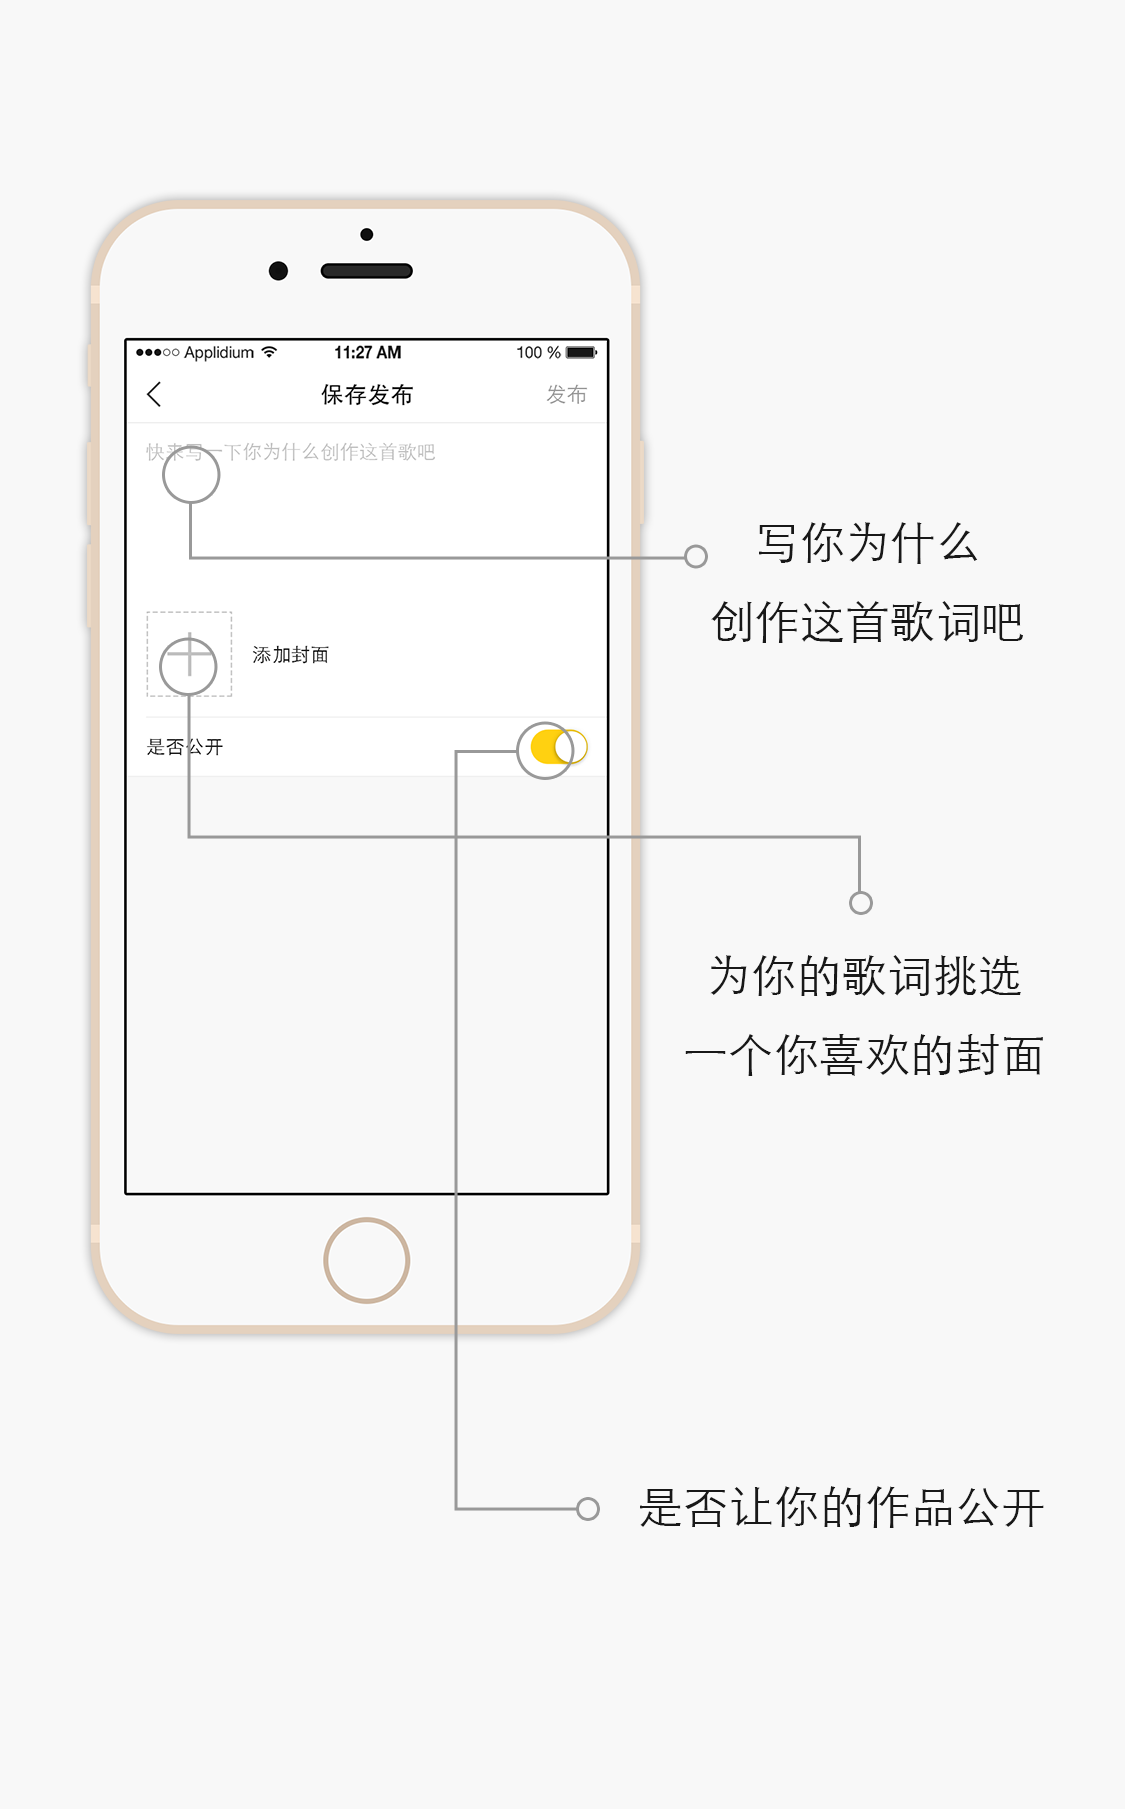 Applidium 11:27 AM 100 %
保存发布 发布
快来写一下你为什么创作这首歌吧
写你为什么
创作这首歌词吧
添加封面
是否公开
为你的歌词挑选
一个你喜欢的封面
是否让你的作品公开